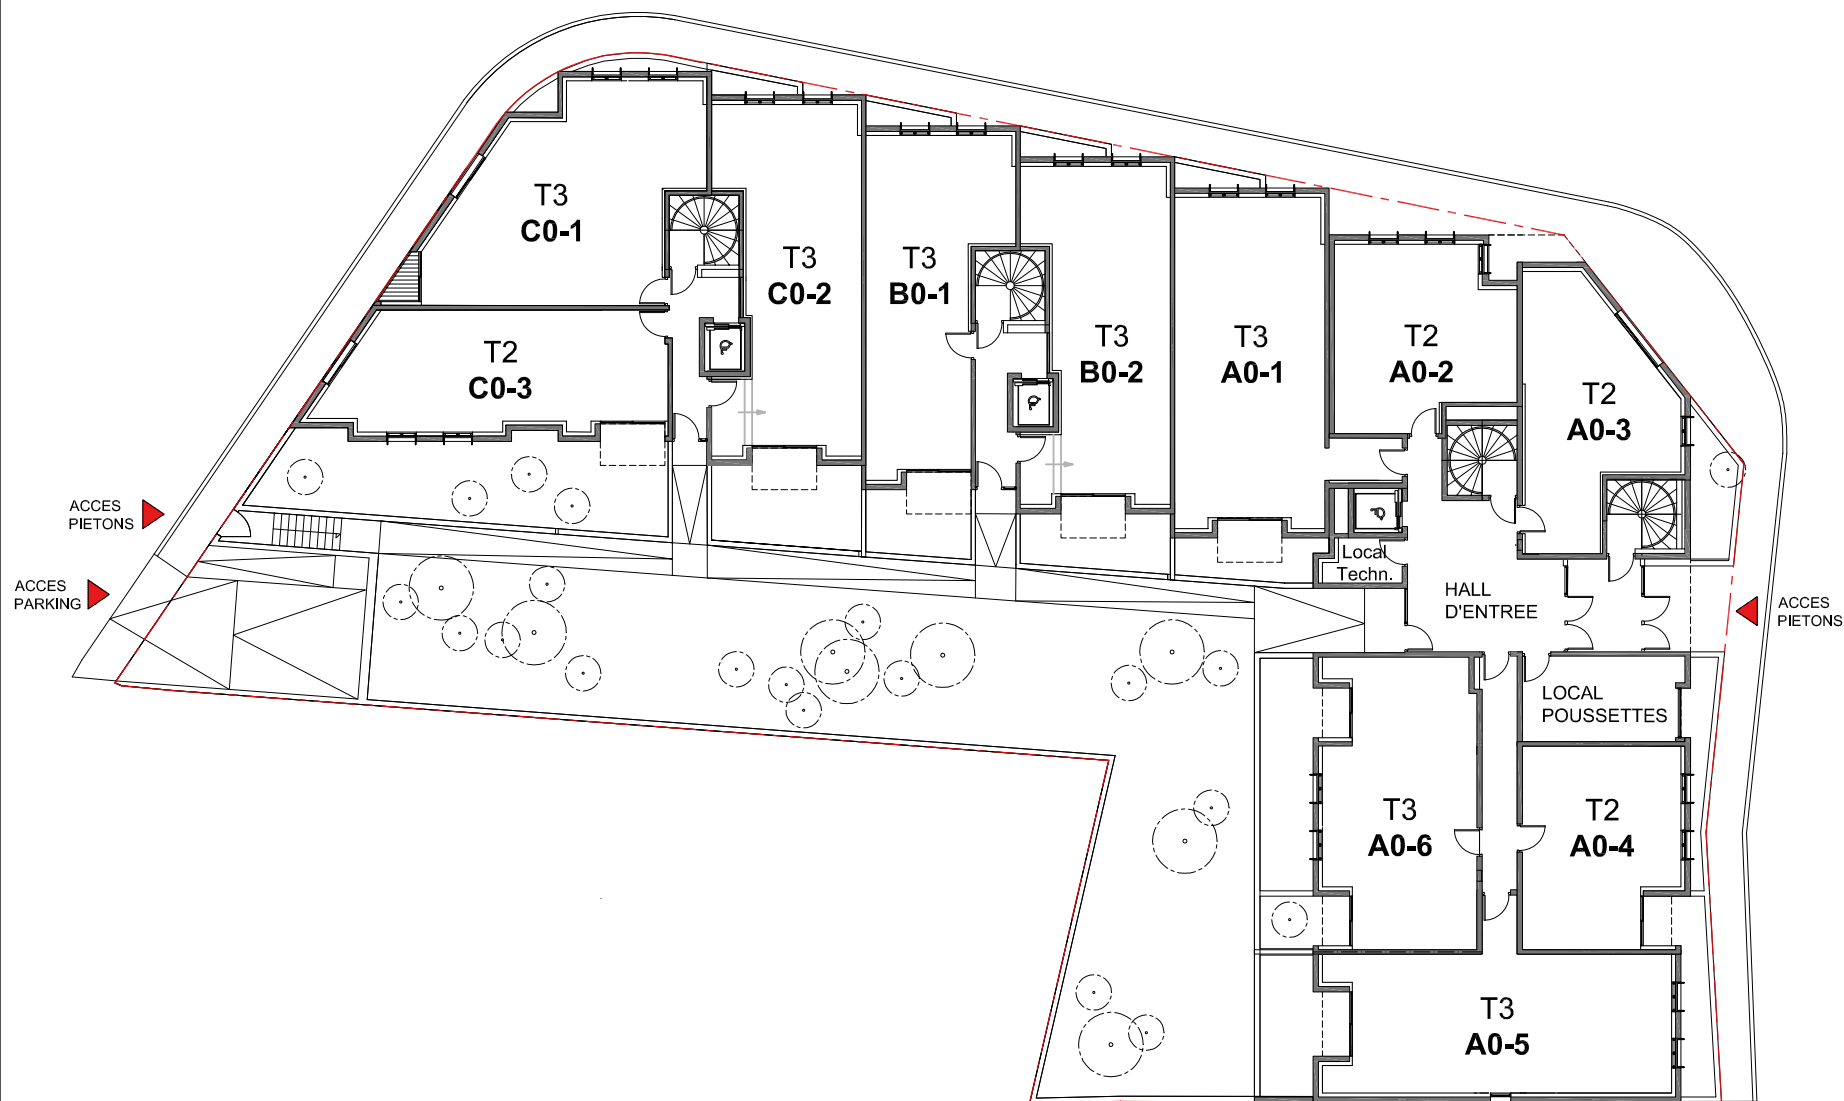 T3
C0-1
T3
C0-2
T3
B0-1
T3
B0-2
T3
A0-1
T2
A0-2
T2
A0-3
T2
C0-3
ACCES
PIETONS
ACCES
PARKING
Local
Techn.
HALL
D'ENTREE
ACCES
PIETONS
LOCAL
POUSSETTES
T3
A0-6
T2
A0-4
T3
A0-5